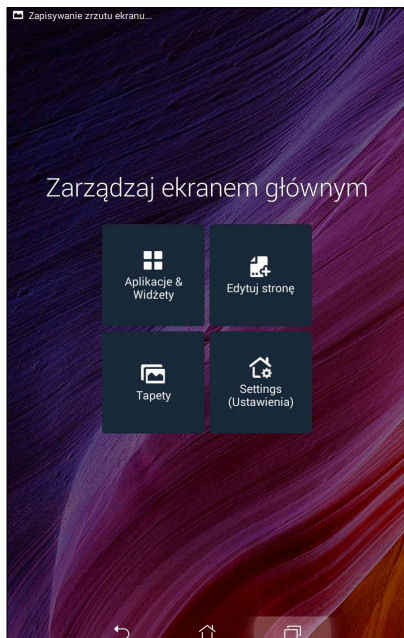 Zapisywanie zrzutu ekranu...
Zarządzaj ekranem głównym
Aplikacje &
Widżety
Edytuj stronę
Tapety
Settings
(Ustawienia)